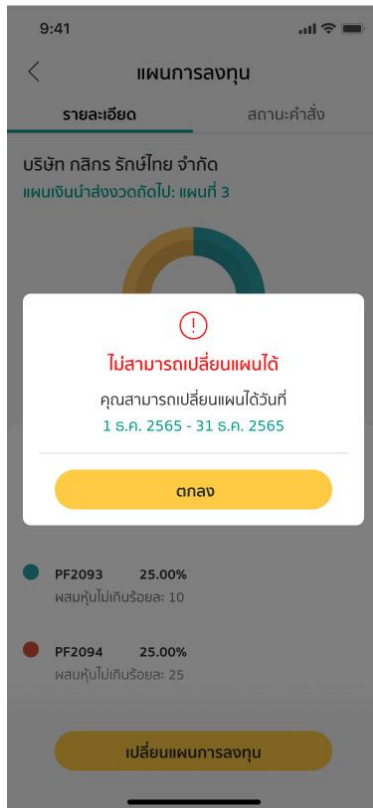 9:41
แผนการลงทุน
รายละเอียด
สถานะคำสั่ง
บริษัท กสิกร รักษ์ไทย จำกัด
แผนเงินนำส่งงวดถัดไป: แผนที่ 3
!
ไม่สามารถเปลี่ยนแผนได้
คุณสามารถเปลี่ยนแผนได้วันที่
1 ธ.ค. 2565 - 31 ธ.ค. 2565
ตกลง
PF2093 25.00%
ผสมหุ้นไม่เกินร้อยละ 10
PF2094 25.00%
ผสมหุ้นไม่เกินร้อยละ 25
เปลี่ยนแผนการลงทุน